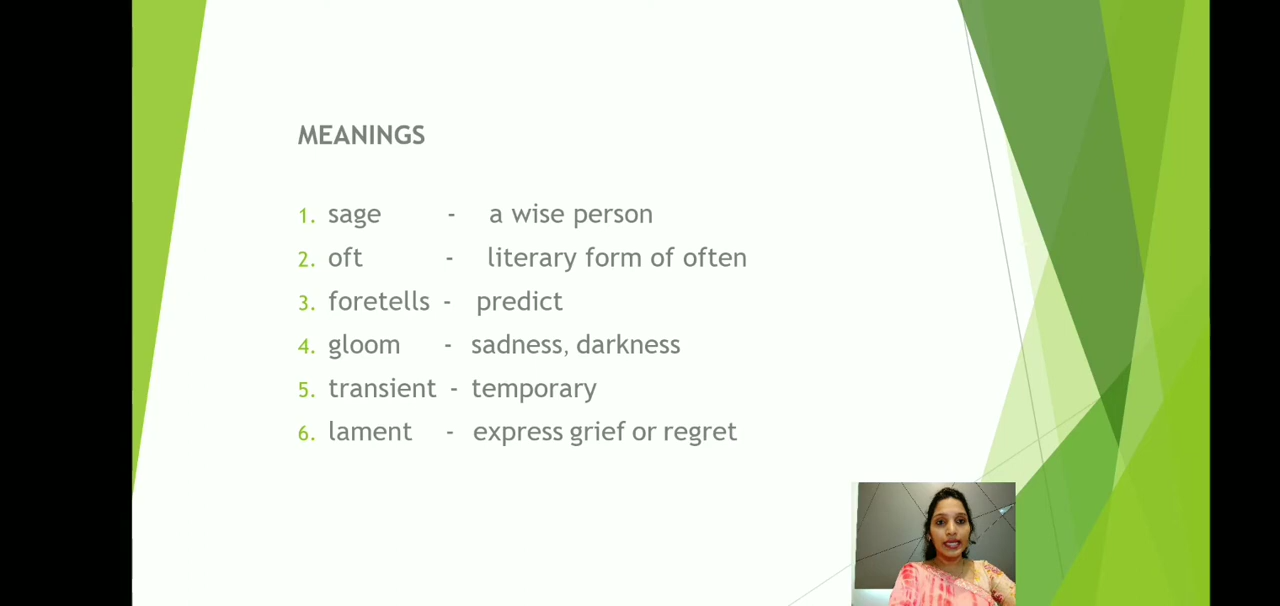 MEANINGS
1. sage - a wise person
2. oft - literary form of often
3. foretells - predict
4. gloom - sadness, darkness
5. transient - temporary
6. lament - express grief or regret